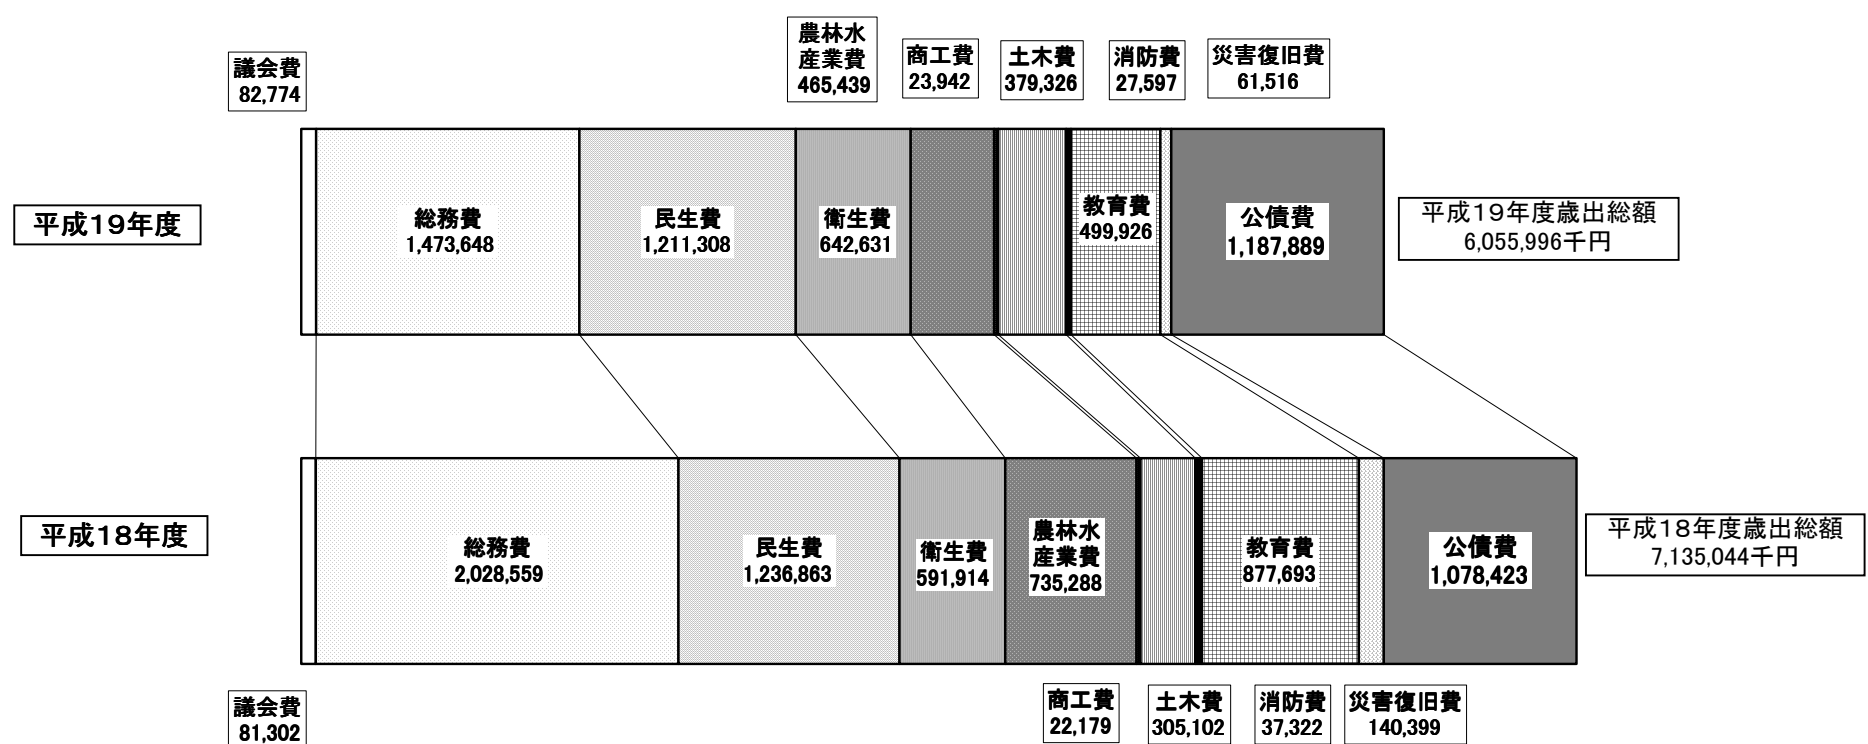 議会費
82,774
農林水
産業費
465,439
商工費
23,942
土木費
379,326
消防費
27,597
災害復旧費
61,516
平成19年度
総務費
1,473,648
民生費
1,211,308
衛生費
642,631
教育費
499,926
公債費
1,187,889
平成19年度歳出総額
6,055,996千円
平成18年度
総務費
2,028,559
民生費
1,236,863
衛生費
591,914
農林水
産業費
735,288
教育費
877,693
公債費
1,078,423
平成18年度歳出総額
7,135,044千円
議会費
81,302
商工費
22,179
土木費
305,102
消防費
37,322
災害復旧費
140,399